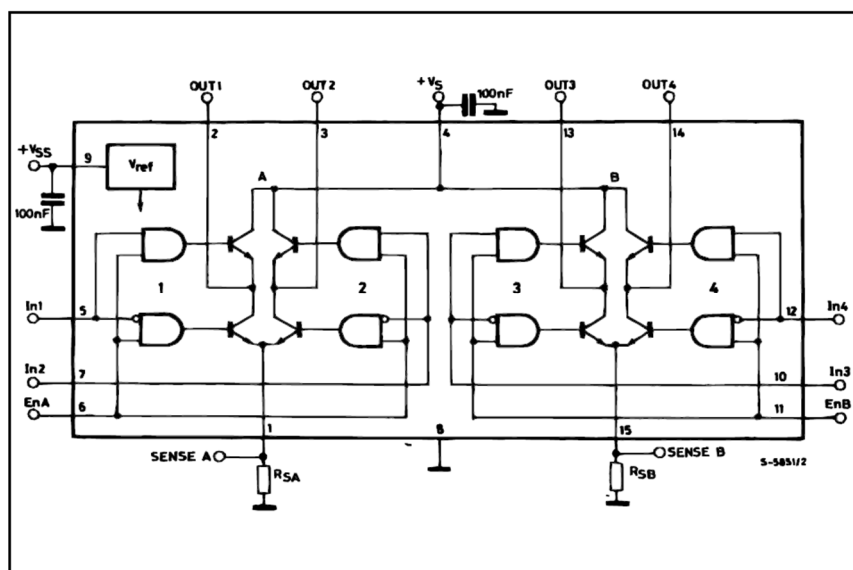 OUT1 OUT2 +VS 100nF OUT3 OUT4
2 3 4 13 14
+VSS 9 Vref A B
100nF
1 2 3 4
In1 5 12 In4
In2 7 10 In3
EnA 6 11 EnB
1 8 15
SENSE A SENSE B S-5851/2
RSA RSB